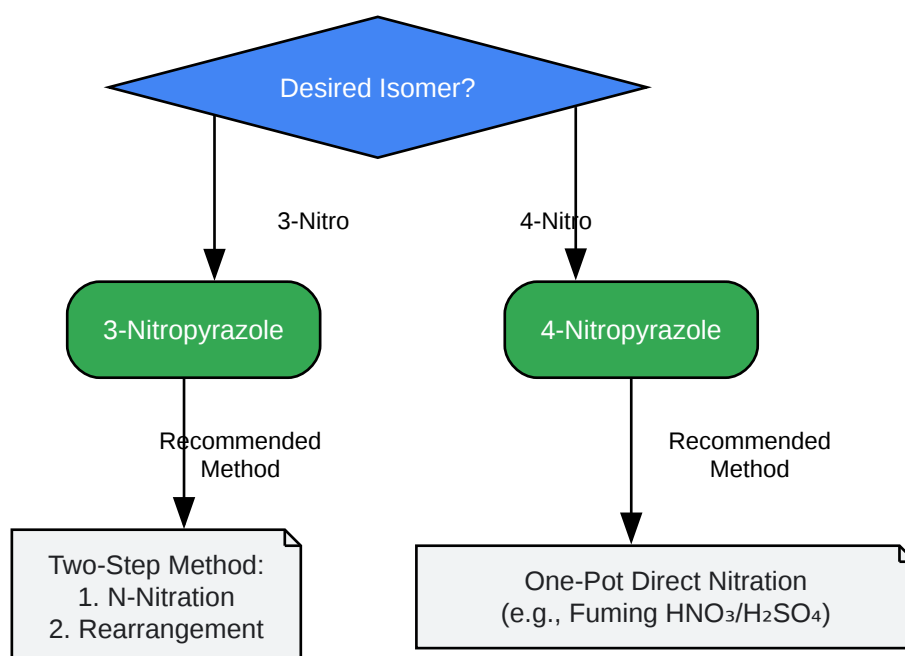 Desired Isomer?
3-Nitro
4-Nitro
3-Nitropyrazole
4-Nitropyrazole
Recommended
Method
Recommended
Method
Two-Step Method:
1. N-Nitration
2. Rearrangement
One-Pot Direct Nitration
(e.g., Fuming HNO₃/H₂SO₄)